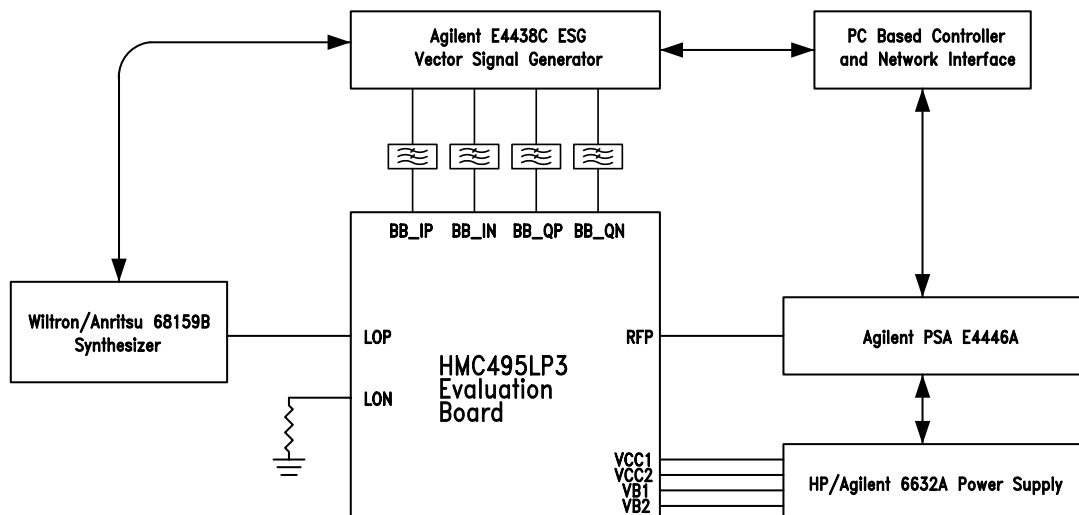 Agilent E4438C ESG
Vector Signal Generator
PC Based Controller
and Network Interface
BB_IP BB_IN BB_QP BB_QN
Wiltron/Anritsu 68159B
Synthesizer
LOP
RFP
Agilent PSA E4446A
HMC495LP3
Evaluation
Board
LON
VCC1
VCC2
VB1
VB2
HP/Agilent 6632A Power Supply